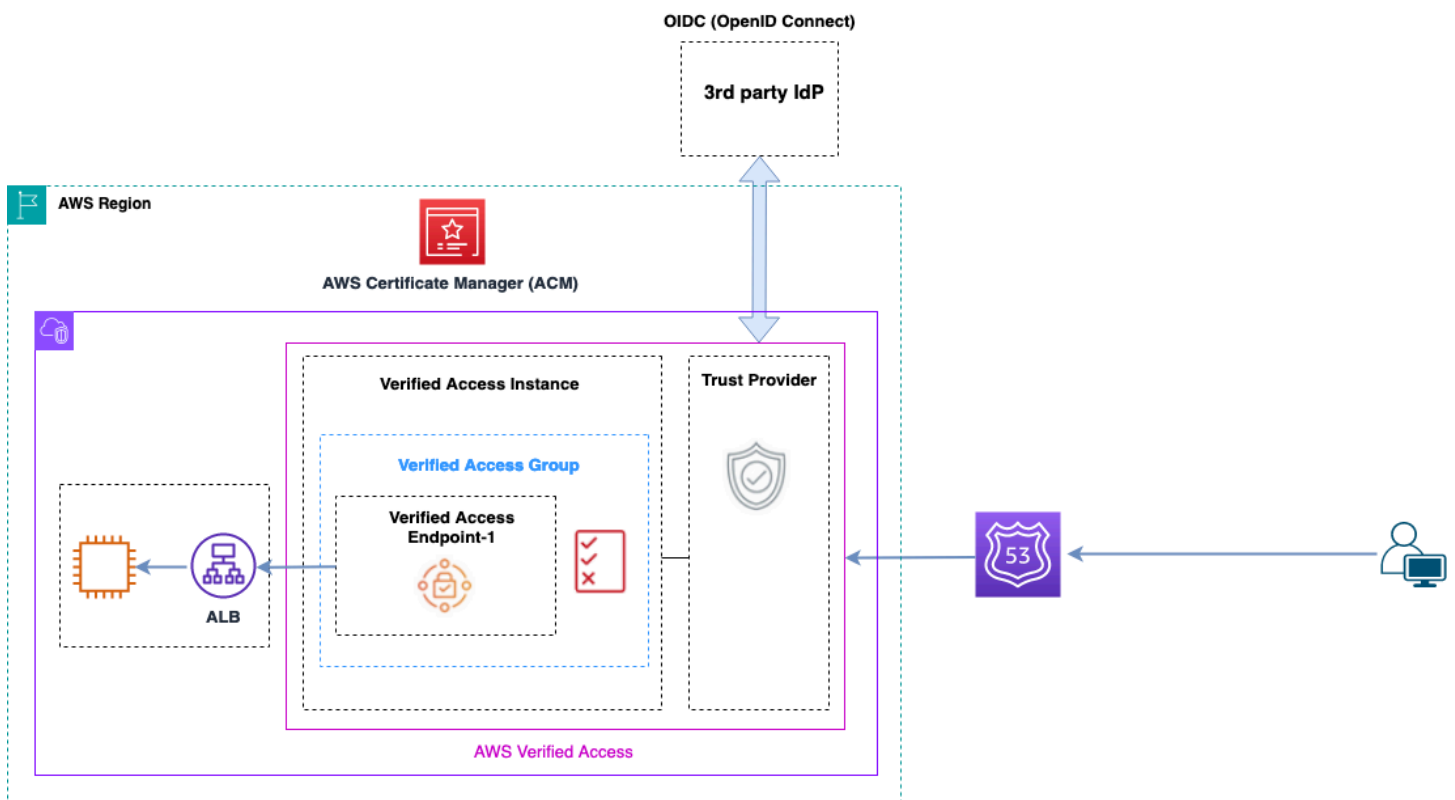 OIDC (OpenID Connect)
3rd party IdP
AWS Region
AWS Certificate Manager (ACM)
Verified Access Instance
Trust Provider
Verified Access Group
Verified Access
Endpoint-1
53
ALB
AWS Verified Access